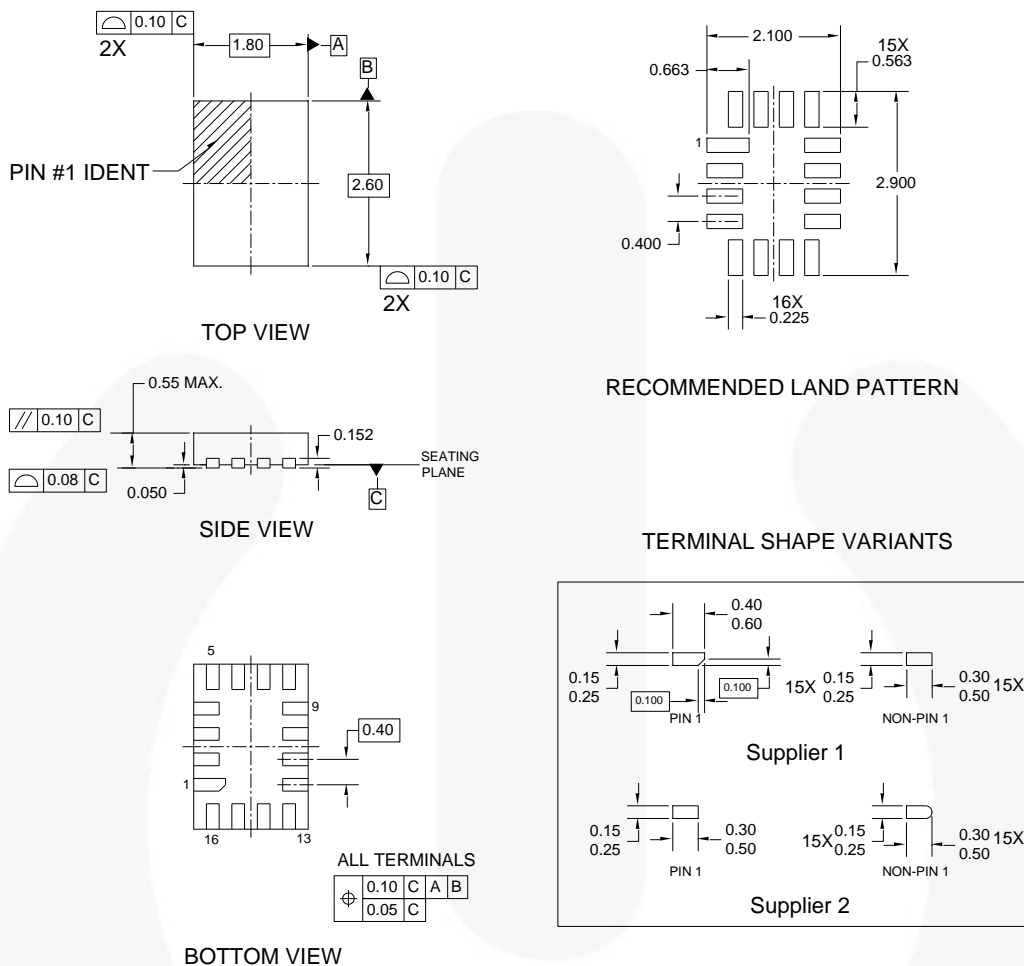 0.10 C
2X
1.80
A
B
PIN #1 IDENT
2.60
0.10 C
2X
TOP VIEW
2.100
15X
0.563
0.663
1
2.900
0.400
16X
0.225
RECOMMENDED LAND PATTERN
0.55 MAX.
// 0.10 C
0.152
SEATING
PLANE
0.08 C
0.050
C
SIDE VIEW
TERMINAL SHAPE VARIANTS
0.40
0.60
0.15
0.25
0.100
0.100
PIN 1
15X 0.15
0.25
0.30 15X
0.50
NON-PIN 1
Supplier 1
0.15
0.25
0.30
0.50
PIN 1
15X 0.15
0.25
0.30 15X
0.50
NON-PIN 1
Supplier 2
5
9
0.40
1
16
13
ALL TERMINALS
⌖ 0.10 C A B
0.05 C
BOTTOM VIEW